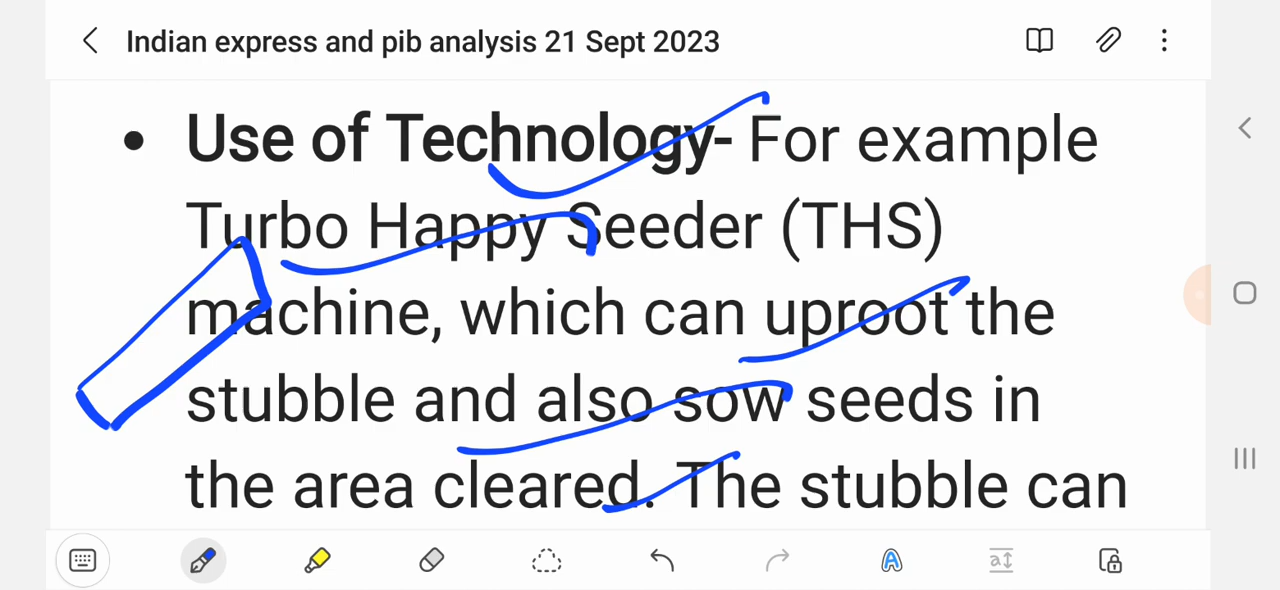 Indian express and pib analysis 21 Sept 2023
• Use of Technology- For example
Turbo Happy Seeder (THS)
machine, which can uproot the
stubble and also sow seeds in
the area cleared. The stubble can